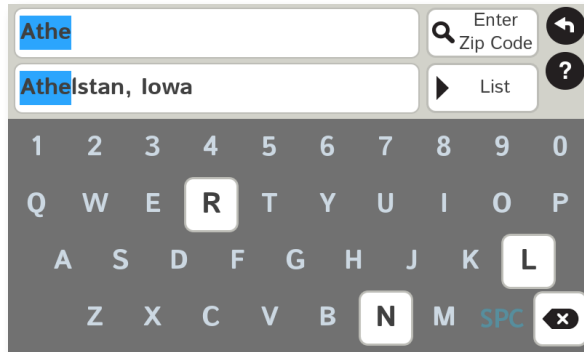 Athe
Enter
Zip Code
?
Athelstan, Iowa
List
1 2 3 4 5 6 7 8 9 0
Q W E R T Y U I O P
A S D F G H J K L
Z X C V B N M SPC